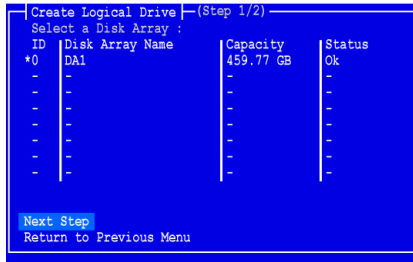 Create Logical Drive (Step 1/2)
Select a Disk Array :
ID Disk Array Name Capacity Status
*0 DA1 459.77 GB Ok
- - - -
- - - -
- - - -
- - - -
- - - -
- - - -
- - - -
Next Step
Return to Previous Menu